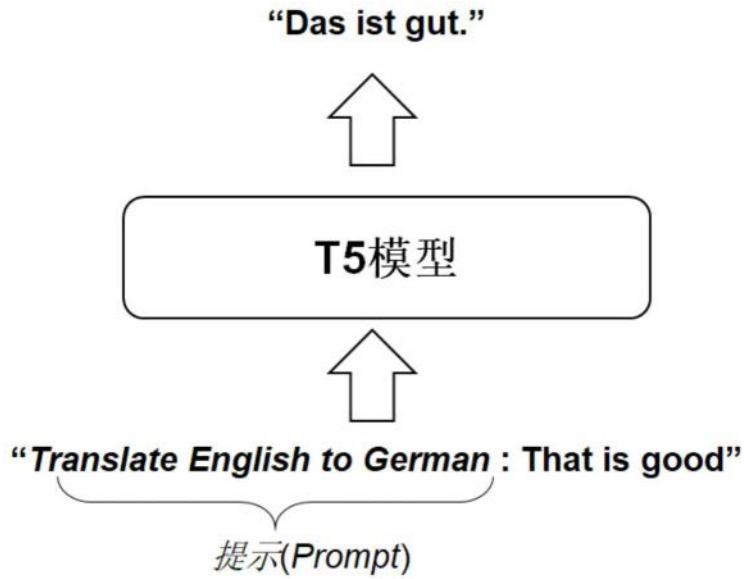 “Das ist gut.”
T5模型
“Translate English to German : That is good”
提示(Prompt)